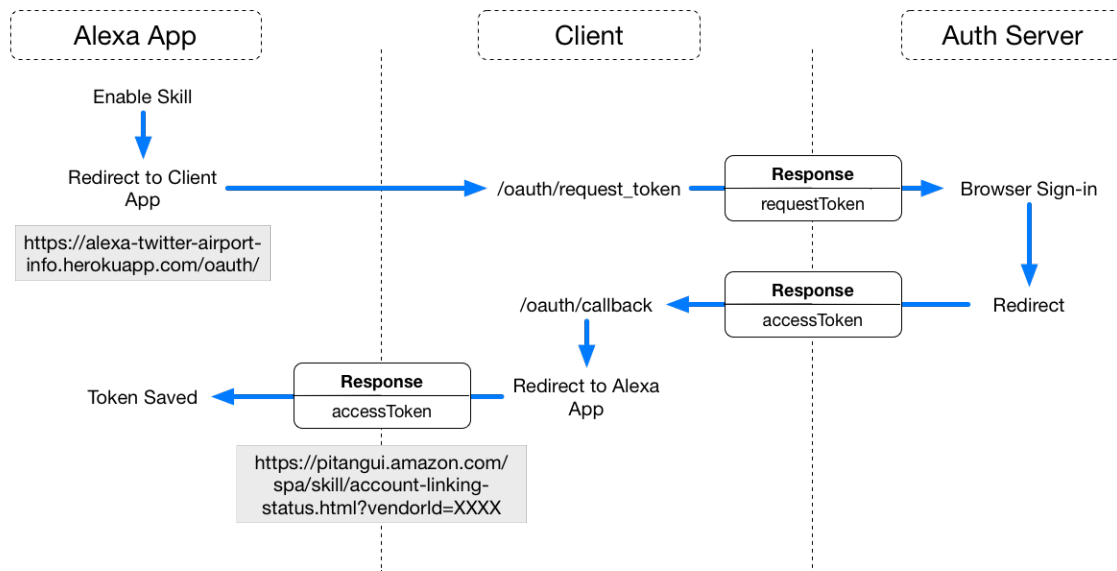 Alexa App
Client
Auth Server
Enable Skill
Redirect to Client
App
https://alexa-twitter-airport-
info.herokuapp.com/oauth/
/oauth/request_token
Response
requestToken
Browser Sign-in
Redirect
Response
accessToken
/oauth/callback
Redirect to Alexa
App
Response
accessToken
Token Saved
https://pitangui.amazon.com/
spa/skill/account-linking-
status.html?vendorId=XXXX